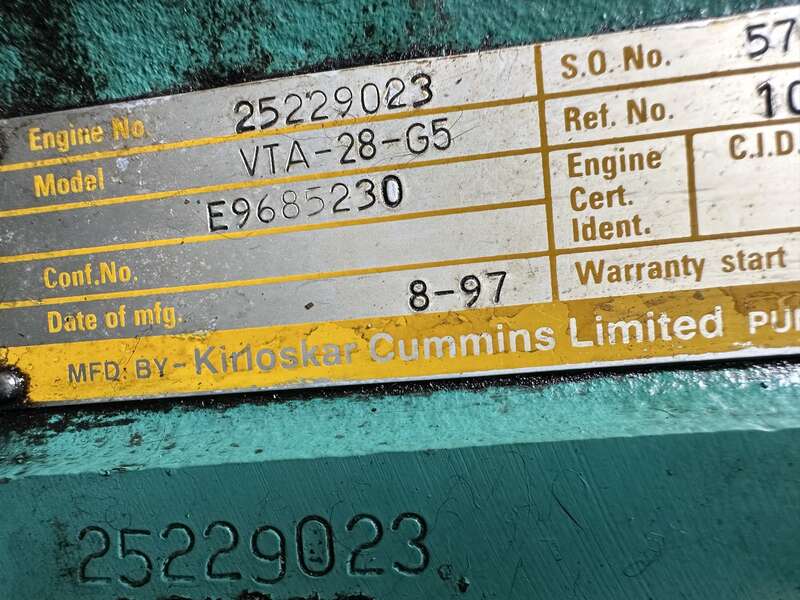 Engine No. 25229023
Model VTA-28-G5
E9685230
Conf.No.
Date of mfg. 8-97
S.O. No. 57
Ref. No. 10
Engine Cert. Ident.
C.I.D.
Warranty start
MFD. BY - Kirloskar Cummins Limited
25229023